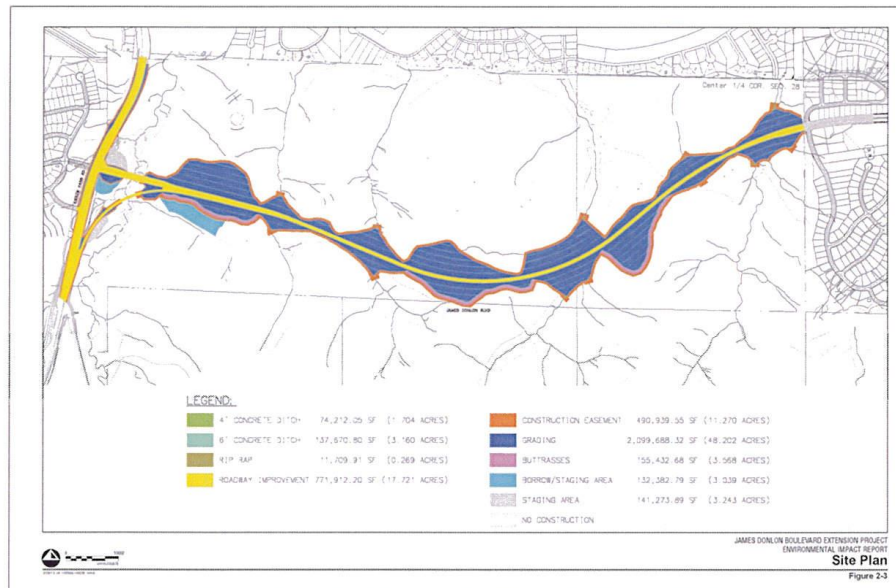 Center 1/4 COR. SEC. 28
JAMES DONLON BLVD
LEGEND:
4' CONCRETE DITCH 74,212.05 SF (1.704 ACRES)
6' CONCRETE DITCH 137,670.80 SF (3.160 ACRES)
RIP RAP 11,709.91 SF (0.269 ACRES)
ROADWAY IMPROVEMENT 771,912.20 SF (17.721 ACRES)
CONSTRUCTION EASEMENT 490,939.55 SF (11.270 ACRES)
GRADING 2,099,688.32 SF (48.202 ACRES)
BUTTRASSES 155,432.68 SF (3.568 ACRES)
BORROW/STAGING AREA 132,382.79 SF (3.039 ACRES)
STAGING AREA 141,273.89 SF (3.243 ACRES)
NO CONSTRUCTION
JAMES DONLON BOULEVARD EXTENSION PROJECT
ENVIRONMENTAL IMPACT REPORT
Site Plan
Figure 2-3